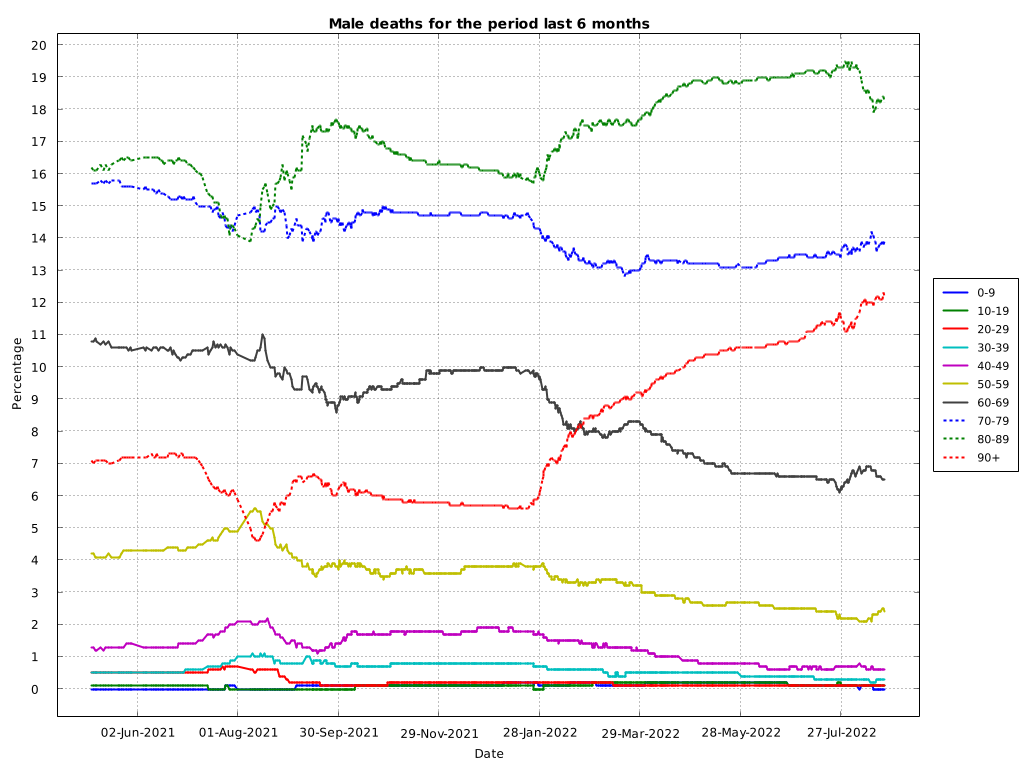 Male deaths for the period last 6 months
20
19
18
17
16
15
14
13
12
11
10
9
8
7
6
5
4
3
2
1
0
Percentage
02-Jun-2021
01-Aug-2021
30-Sep-2021
29-Nov-2021
28-Jan-2022
29-Mar-2022
28-May-2022
27-Jul-2022
Date
0-9
10-19
20-29
30-39
40-49
50-59
60-69
70-79
80-89
90+